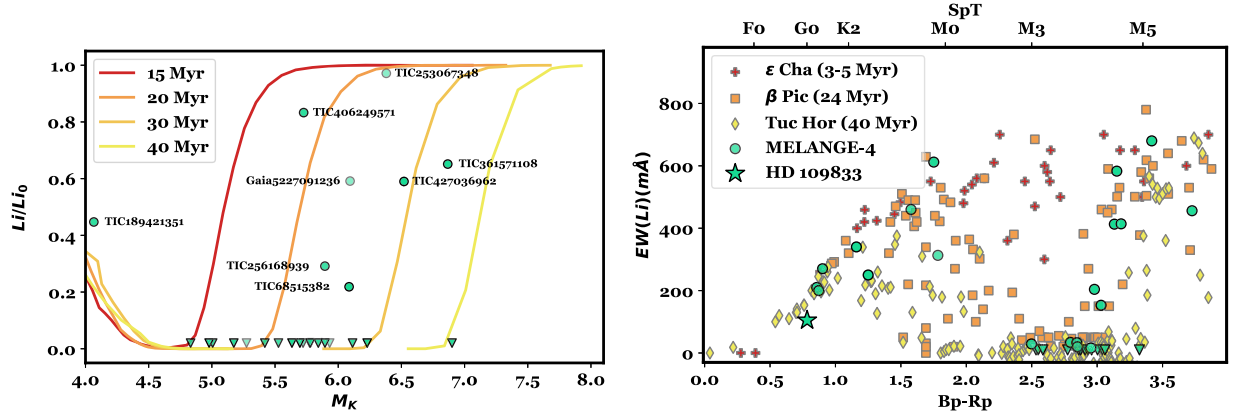 15 Myr
20 Myr
30 Myr
40 Myr
TIC253067348
TIC406249571
TIC361571108
Gaia5227091236
TIC427036962
TIC189421351
TIC256168939
TIC68515382
Li/Li₀
1.0
0.8
0.6
0.4
0.2
0.0
4.0 4.5 5.0 5.5 6.0 6.5 7.0 7.5 8.0
M_K
SpT
F0 G0 K2 M0 M3 M5
ε Cha (3-5 Myr)
β Pic (24 Myr)
Tuc Hor (40 Myr)
MELANGE-4
HD 109833
EW(Li)(mÅ)
800
600
400
200
0
0.0 0.5 1.0 1.5 2.0 2.5 3.0 3.5
Bp-Rp